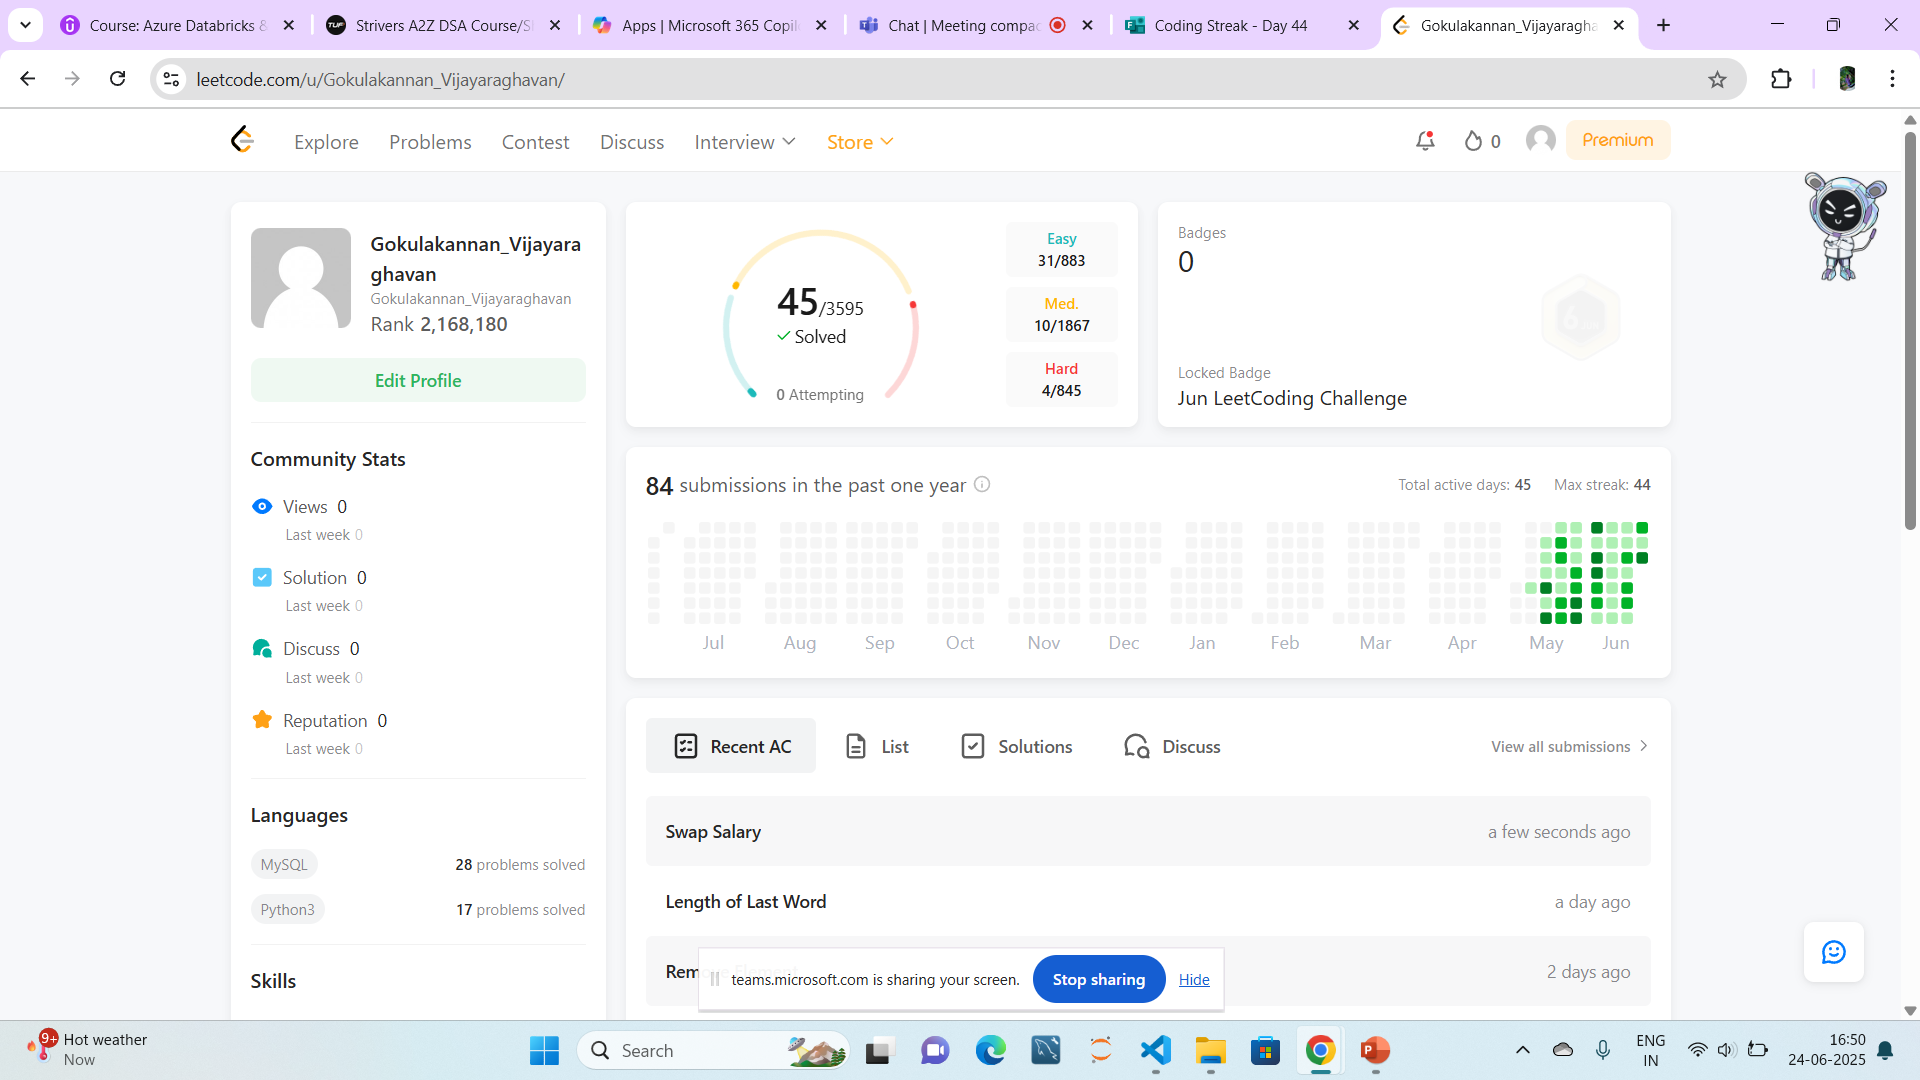 Course: Azure Databricks &
Strivers A2Z DSA Course/S
Apps | Microsoft 365 Copil
Chat | Meeting compac
Coding Streak - Day 44
Gokulakannan_Vijayaragha
leetcode.com/u/Gokulakannan_Vijayaraghavan/
Explore Problems Contest Discuss Interview Store 0 Premium
Gokulakannan_Vijayara
ghavan
Gokulakannan_Vijayaraghavan
Rank 2,168,180
Edit Profile
Community Stats
Views 0
Last week 0
Solution 0
Last week 0
Discuss 0
Last week 0
Reputation 0
Last week 0
Languages
MySQL 28 problems solved
Python3 17 problems solved
Skills
45/3595
Solved
0 Attempting
Easy
31/883
Med.
10/1867
Hard
4/845
Badges
0
Locked Badge
Jun LeetCoding Challenge
84 submissions in the past one year Total active days: 45 Max streak: 44
Jul Aug Sep Oct Nov Dec Jan Feb Mar Apr May Jun
Recent AC List Solutions Discuss View all submissions
Swap Salary a few seconds ago
Length of Last Word a day ago
2 days ago
teams.microsoft.com is sharing your screen. Stop sharing Hide
9+ Hot weather
Now
Search
ENG
IN
16:50
24-06-2025